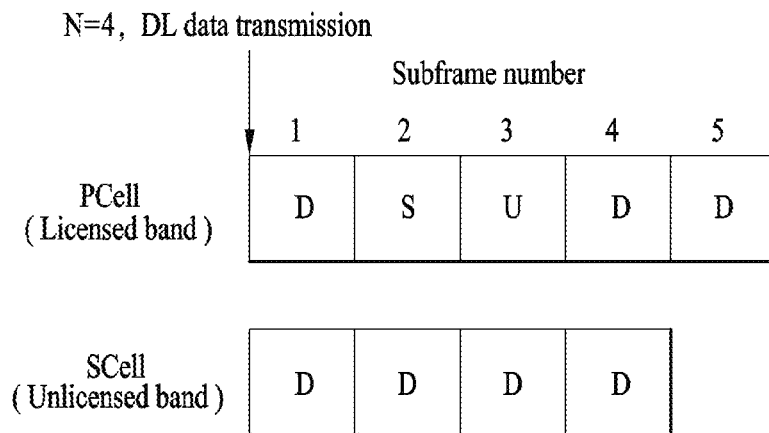 N=4, DL data transmission
Subframe number
1 2 3 4 5
PCell
( Licensed band )
D S U D D
SCell
( Unlicensed band )
D D D D